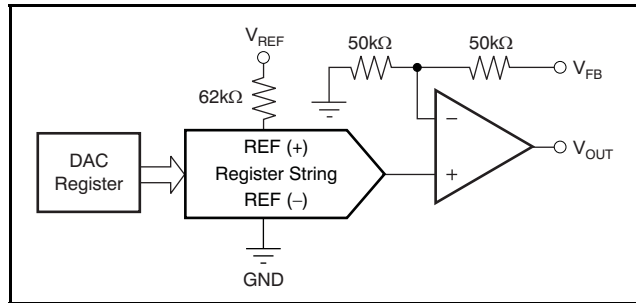 V_REF
50kΩ
50kΩ
V_FB
62kΩ
REF (+)
DAC
Register
Register String
REF (−)
−
+
V_OUT
GND